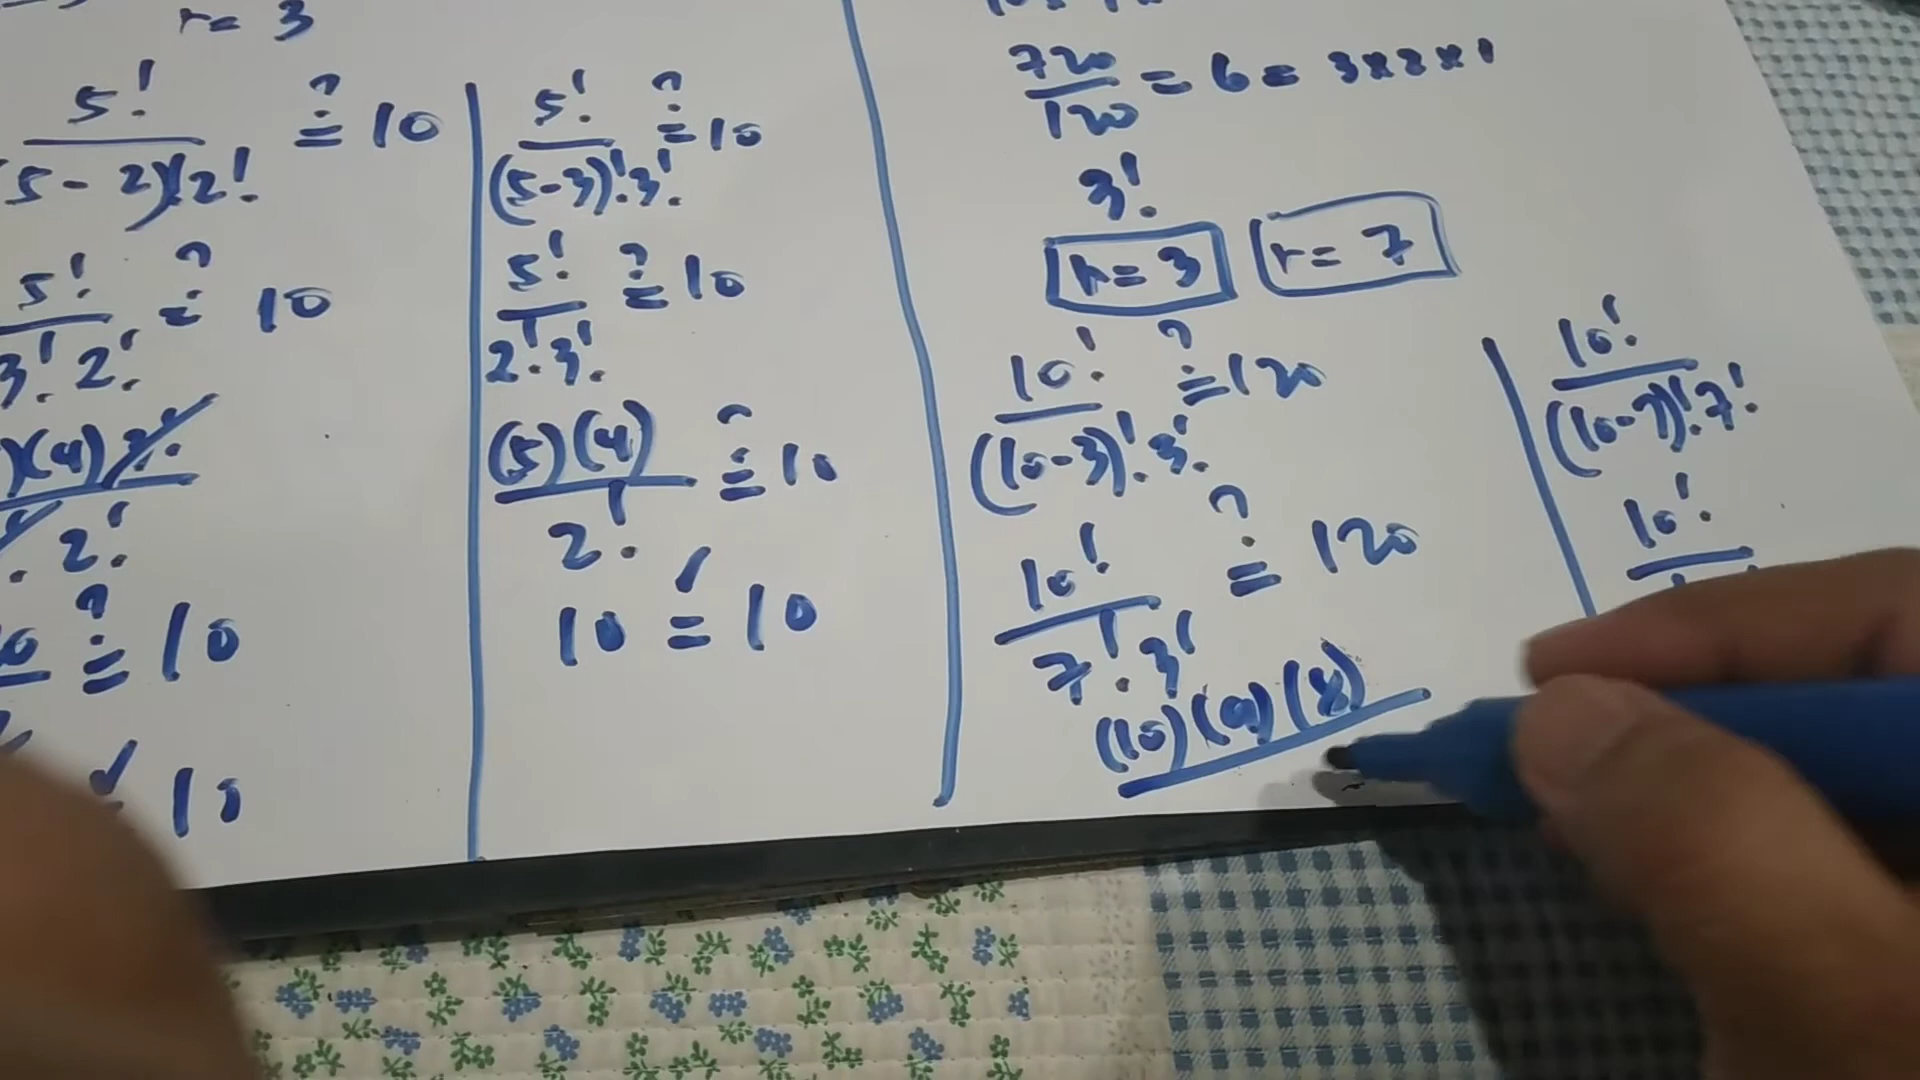 r = 3
5!
(5 - 2)! 2! ≟ 10
5!
3! 2! ≟ 10
)(4)
2!
≟ 10
10
5!
(5-3)! 3! ≟ 10
5!
2! 3! ≟ 10
(5)(4)
2! ≟ 10
10 = 10
720
120 = 6 = 3x2x1
3!
r = 3 r = 7
10!
(10-3)! 3! ≟ 120
10!
7! 3! ≟ 120
(10)(9)(8)
10!
(10-7)! 7!
10!